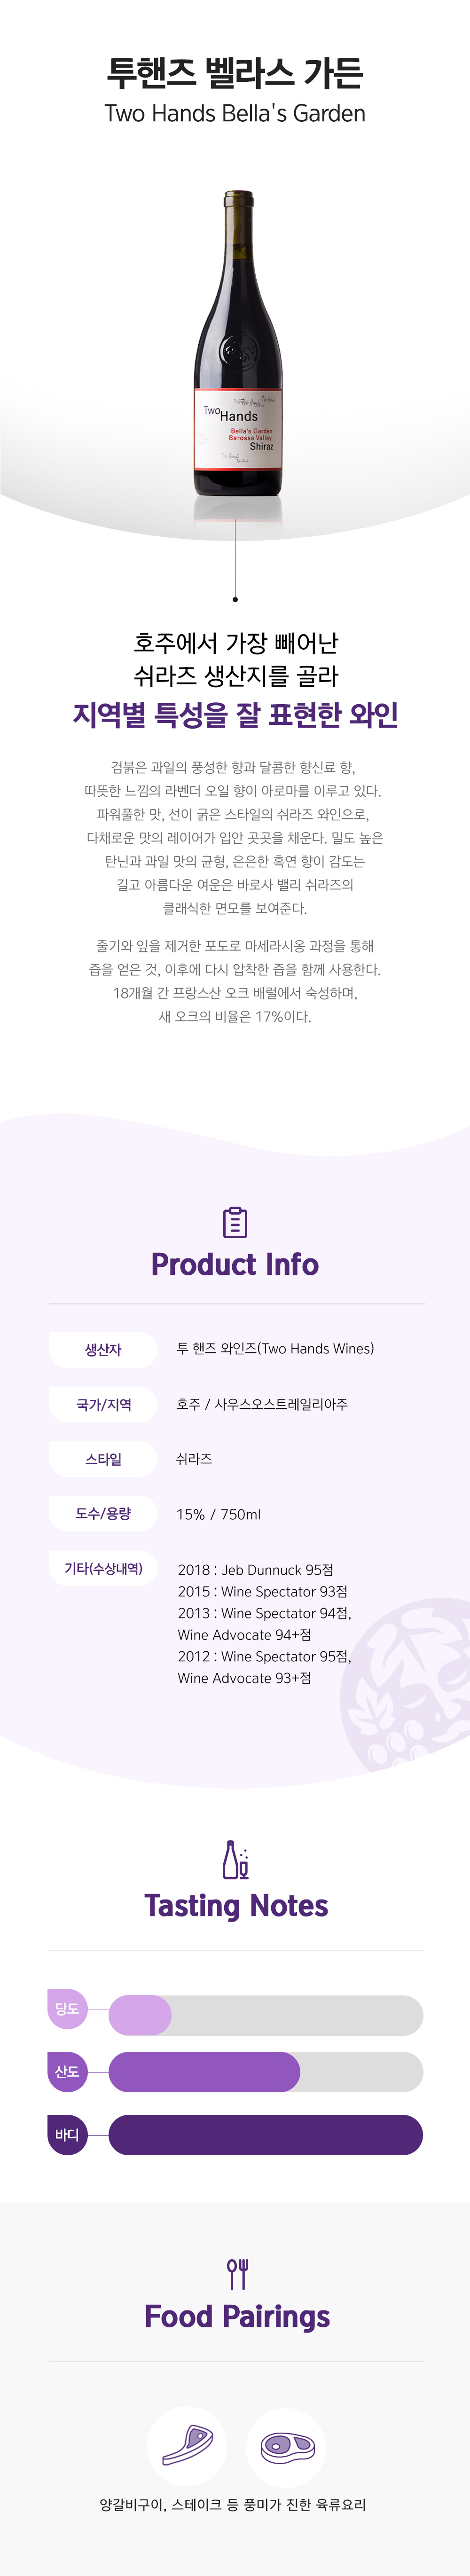 투핸즈 벨라스 가든
Two Hands Bella's Garden
Two Hands
Bella's Garden
Barossa Valley
Shiraz
호주에서 가장 빼어난
쉬라즈 생산지를 골라
지역별 특성을 잘 표현한 와인
검붉은 과일의 풍성한 향과 달콤한 향신료 향,
따뜻한 느낌의 라벤더 오일 향이 아로마를 이루고 있다.
파워풀한 맛, 선이 굵은 스타일의 쉬라즈 와인으로,
다채로운 맛의 레이어가 입안 곳곳을 채운다. 밀도 높은
탄닌과 과일 맛의 균형, 은은한 흑연 향이 감도는
길고 아름다운 여운은 바로사 밸리 쉬라즈의
클래식한 면모를 보여준다.
줄기와 잎을 제거한 포도로 마세라시옹 과정을 통해
즙을 얻은 것, 이후에 다시 압착한 즙을 함께 사용한다.
18개월 간 프랑스산 오크 배럴에서 숙성하며,
새 오크의 비율은 17%이다.
Product Info
생산자 투 핸즈 와인즈(Two Hands Wines)
국가/지역 호주 / 사우스오스트레일리아주
스타일 쉬라즈
도수/용량 15% / 750ml
기타(수상내역) 2018 : Jeb Dunnuck 95점
2015 : Wine Spectator 93점
2013 : Wine Spectator 94점,
Wine Advocate 94+점
2012 : Wine Spectator 95점,
Wine Advocate 93+점
Tasting Notes
당도
산도
바디
Food Pairings
양갈비구이, 스테이크 등 풍미가 진한 육류요리